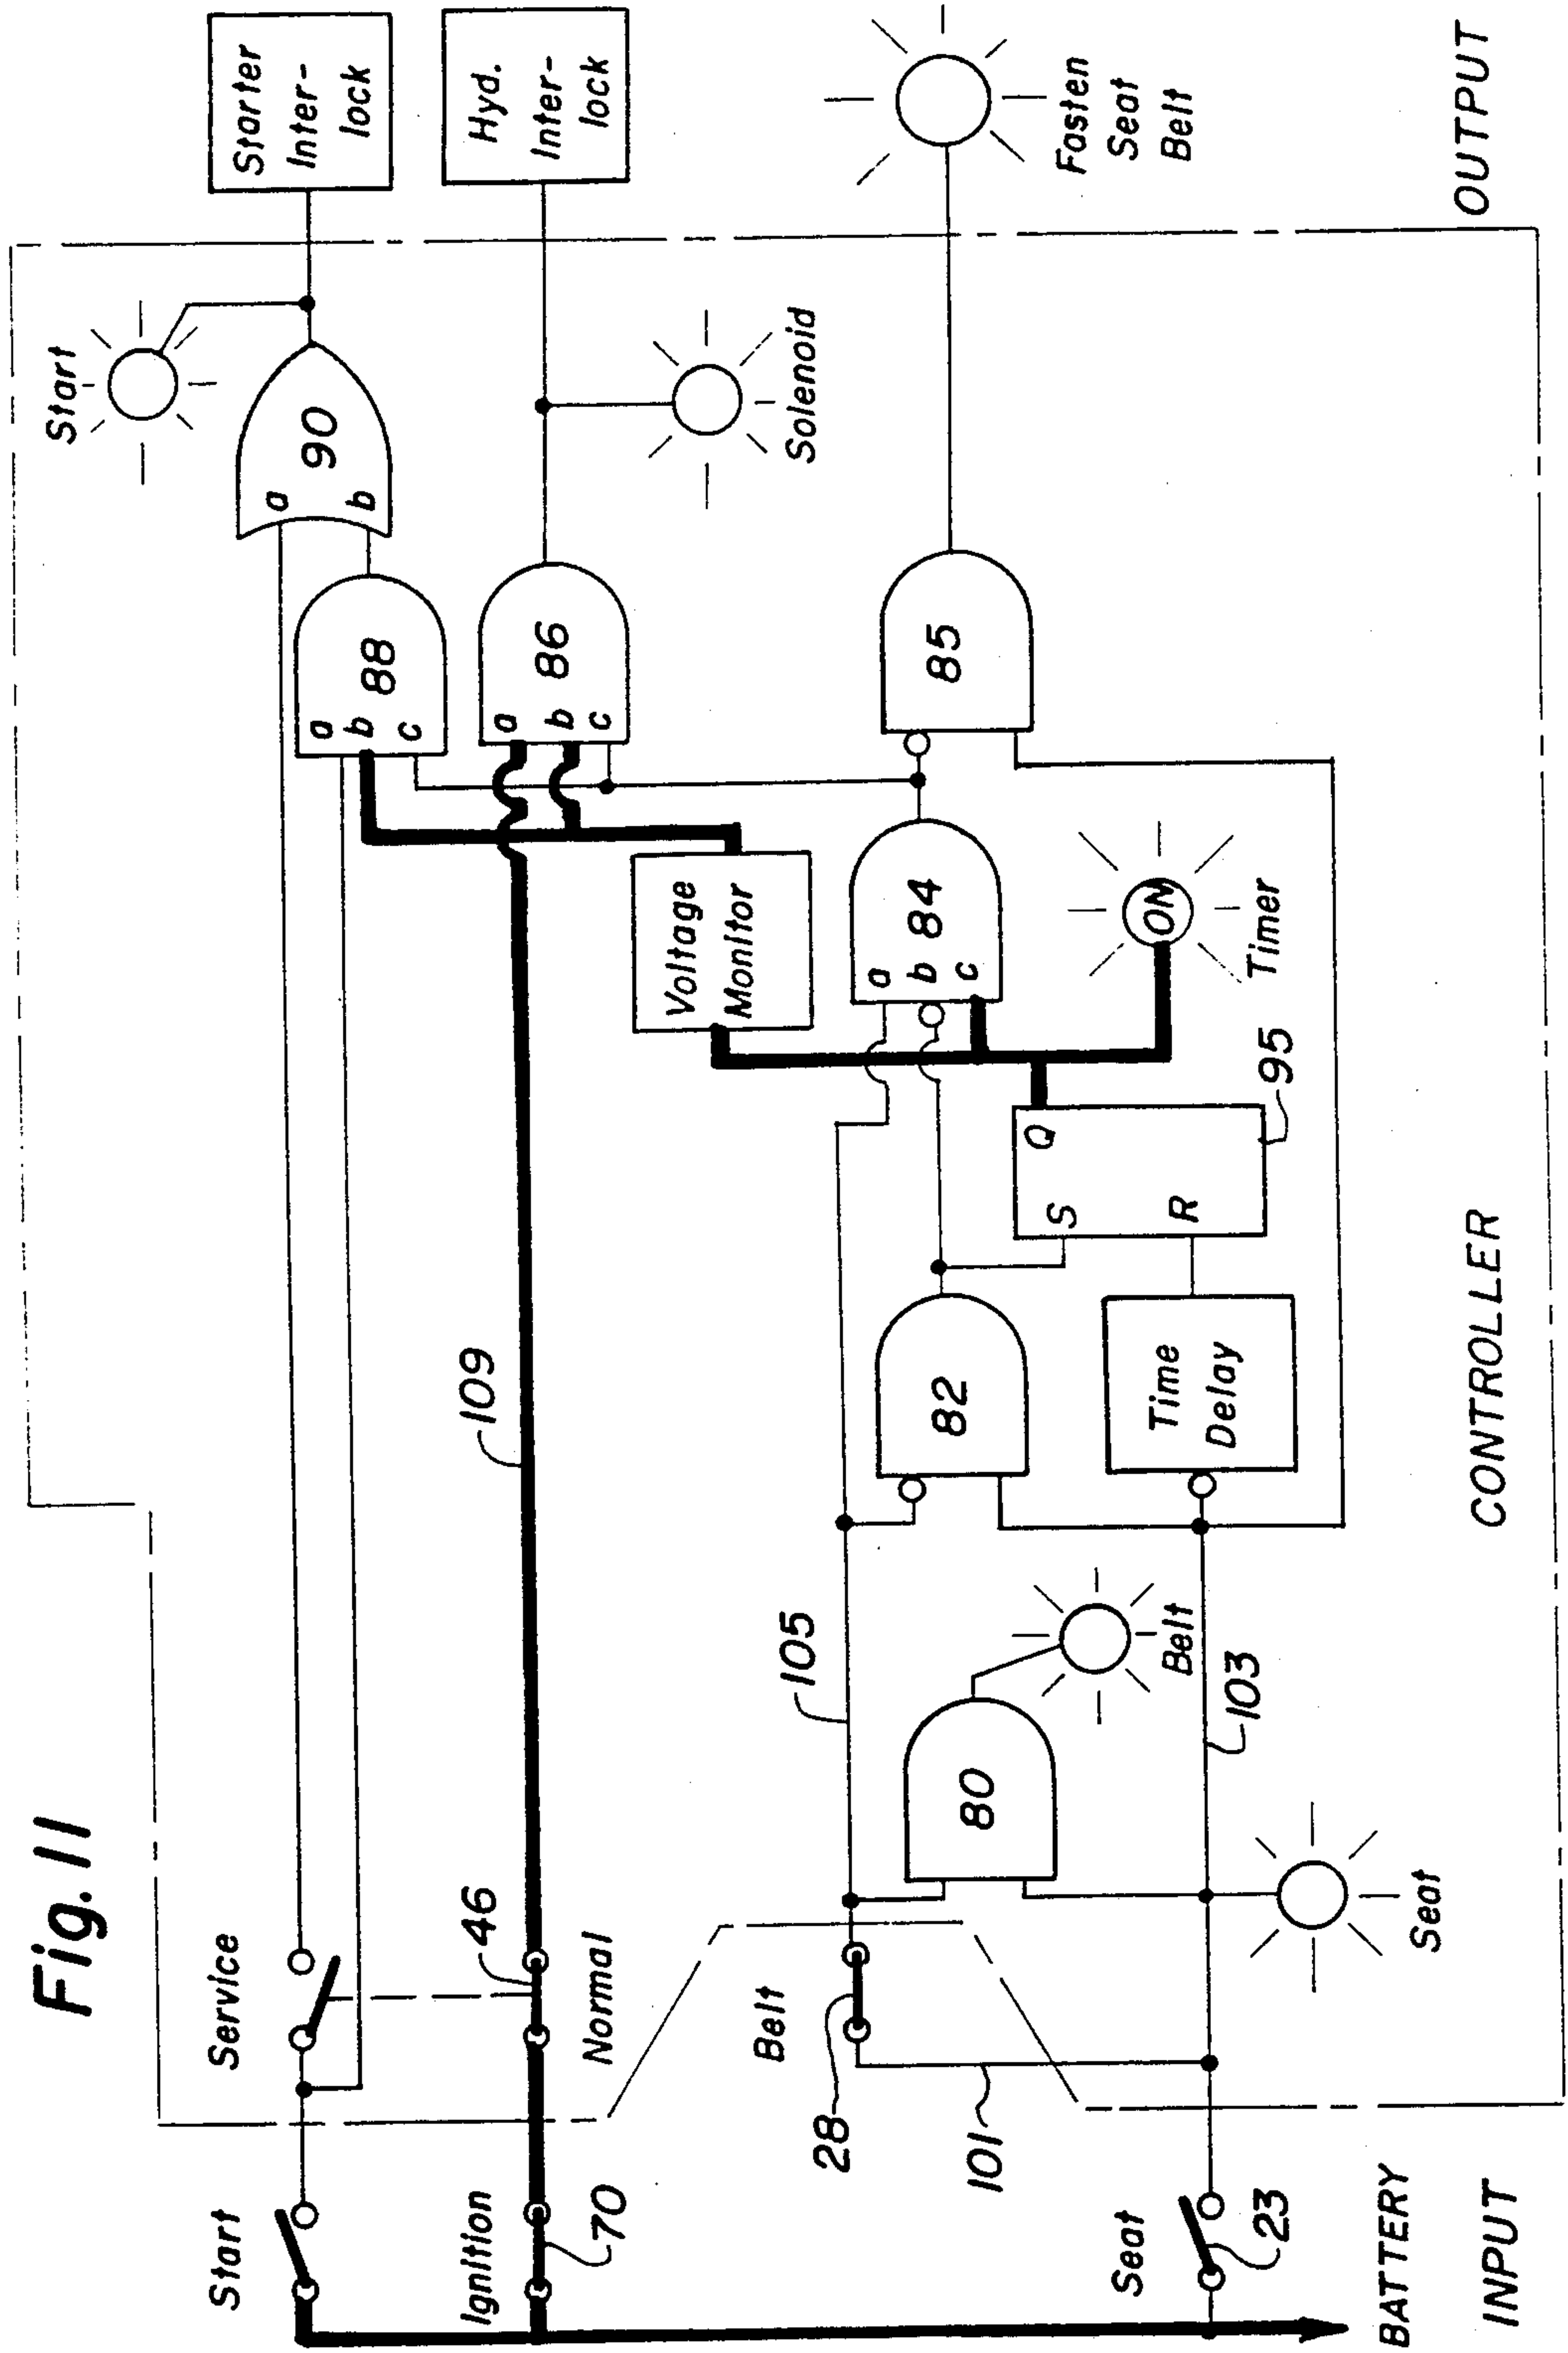 Fig. 11
Start
Service
Start
Starter
Inter-
lock
a
b
90
a
b
c
88
Ignition
70
46
Normal
109
a
b
c
86
Hyd.
Inter-
lock
Solenoid
Voltage
Monitor
Belt
28
101
105
80
Belt
82
a
b
c
84
85
Fasten
Seat
Belt
Seat
23
Seat
103
Time
Delay
S
R
Q
95
ON
Timer
BATTERY
INPUT
CONTROLLER
OUTPUT